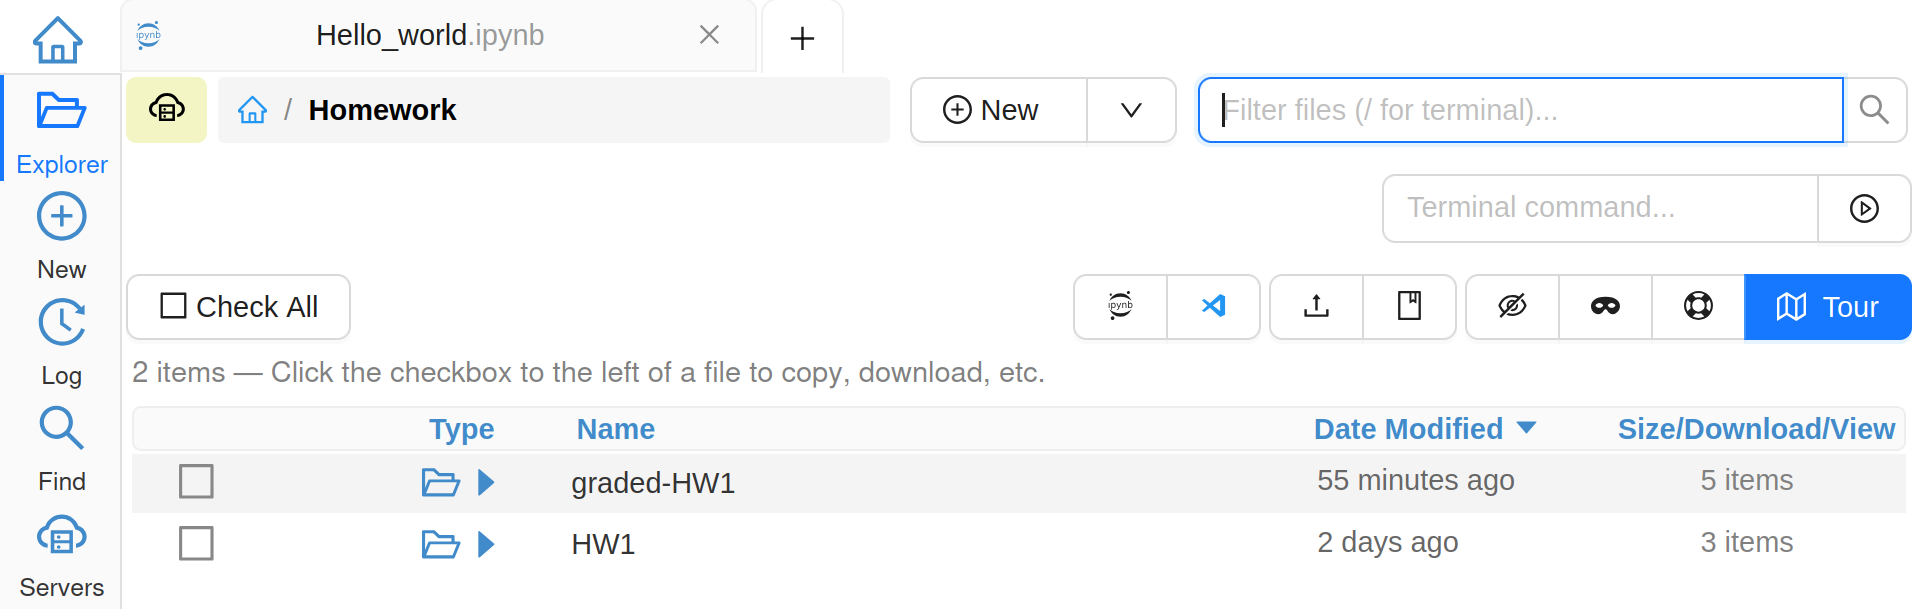 ipynb Hello_world.ipynb
/ Homework New Filter files (/ for terminal)...
Explorer
Terminal command...
New
Check All ipynb Tour
Log
2 items — Click the checkbox to the left of a file to copy, download, etc.
Type Name Date Modified Size/Download/View
Find
graded-HW1 55 minutes ago 5 items
HW1 2 days ago 3 items
Servers